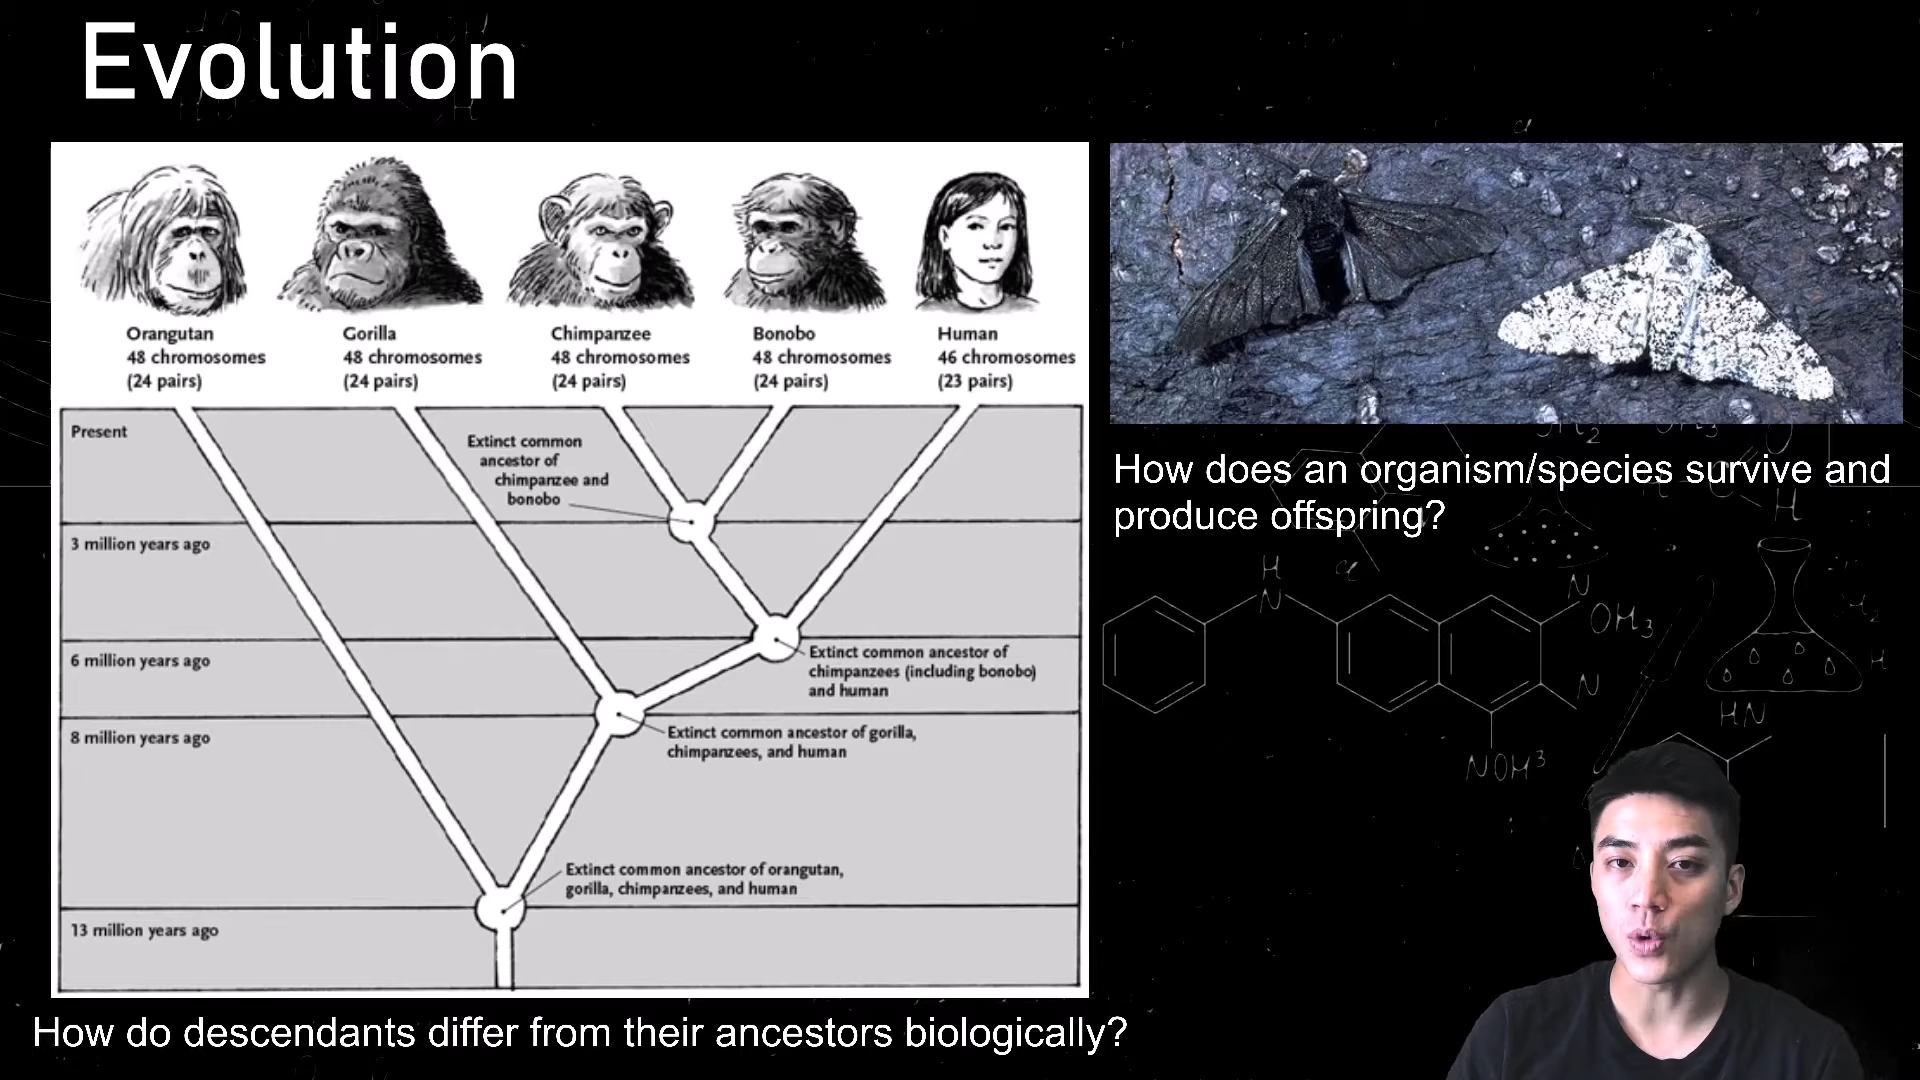 Evolution
Orangutan
48 chromosomes
(24 pairs)
Gorilla
48 chromosomes
(24 pairs)
Chimpanzee
48 chromosomes
(24 pairs)
Bonobo
48 chromosomes
(24 pairs)
Human
46 chromosomes
(23 pairs)
Present
Extinct common
ancestor of
chimpanzee and
bonobo
3 million years ago
6 million years ago
Extinct common ancestor of
chimpanzees (including bonobo)
and human
8 million years ago
Extinct common ancestor of gorilla,
chimpanzees, and human
Extinct common ancestor of orangutan,
gorilla, chimpanzees, and human
13 million years ago
How do descendants differ from their ancestors biologically?
How does an organism/species survive and
produce offspring?
H
N
N
OH3
N
HN
NOH3
H